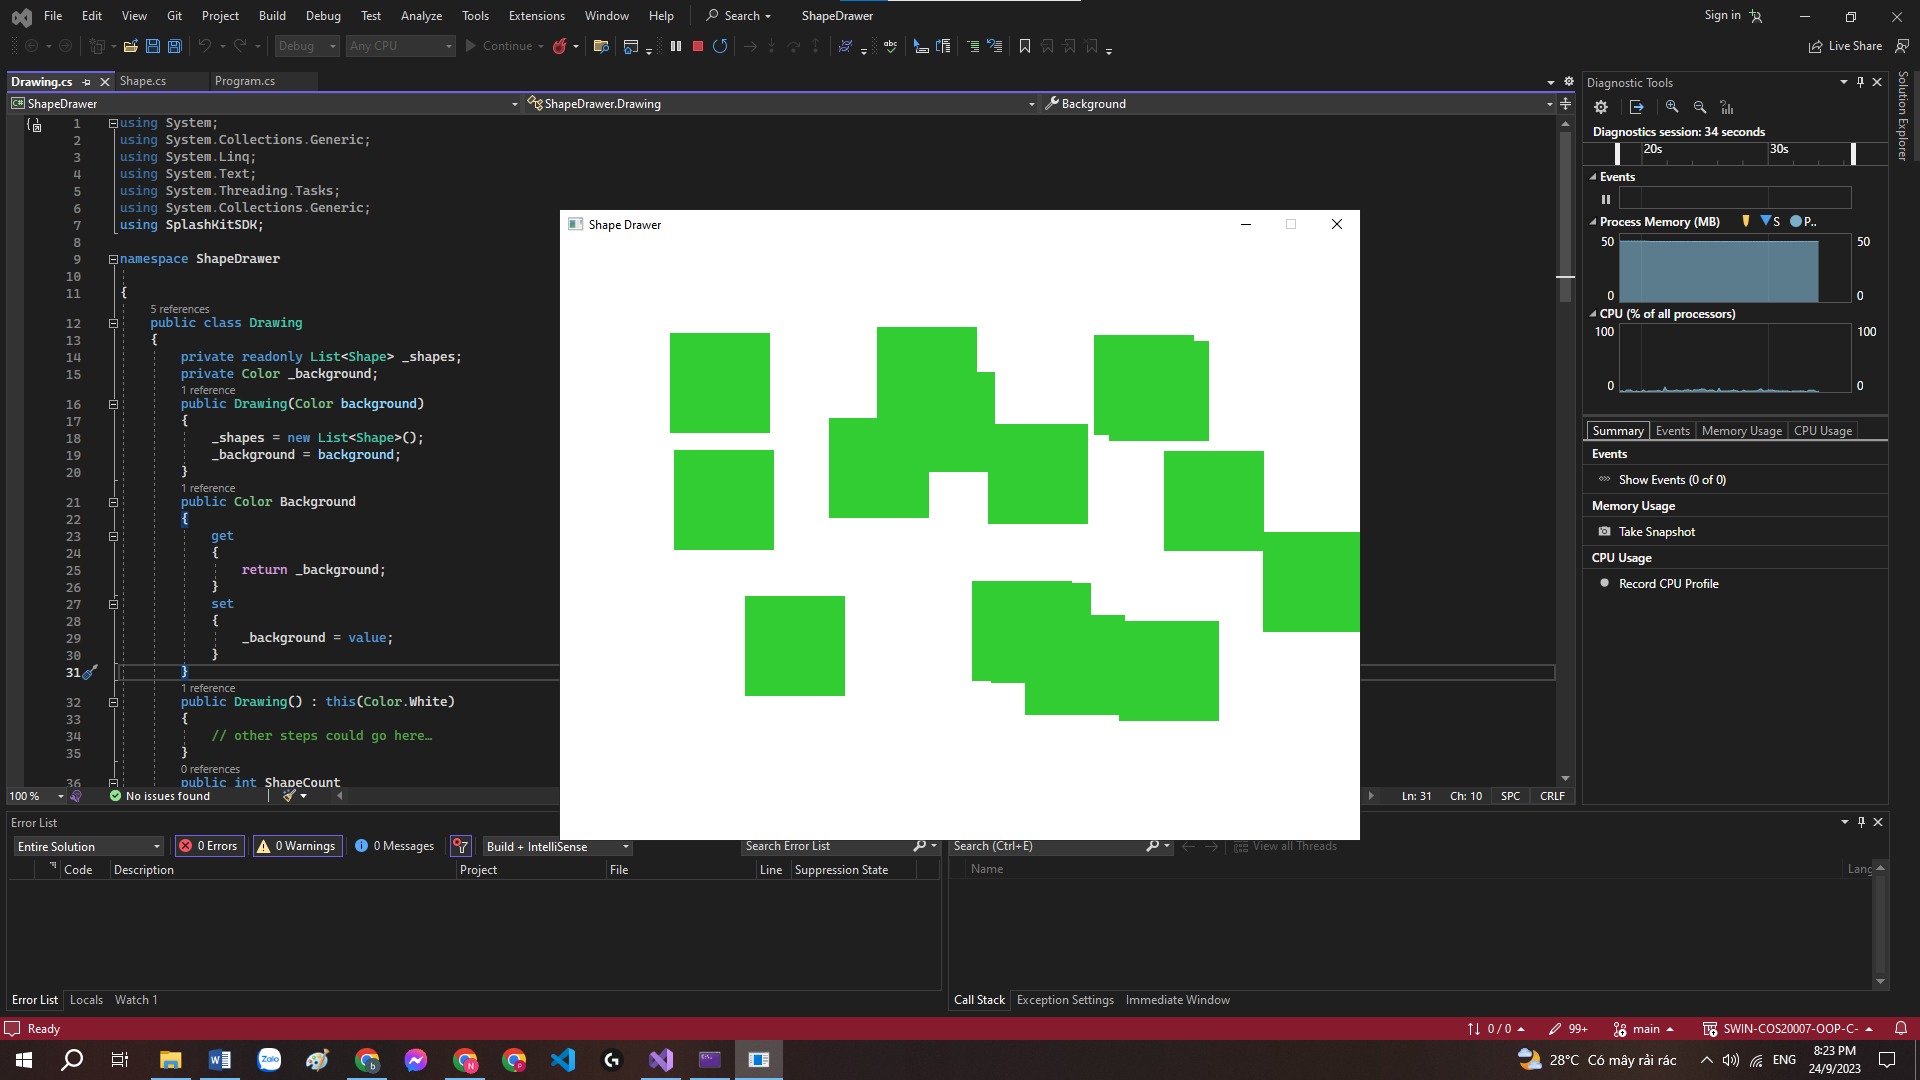 File Edit View Git Project Build Debug Test Analyze Tools Extensions Window Help Search ShapeDrawer Sign in
Debug Any CPU Continue Live Share
Drawing.cs Shape.cs Program.cs
ShapeDrawer ShapeDrawer.Drawing Background
1 using System;
2 using System.Collections.Generic;
3 using System.Linq;
4 using System.Text;
5 using System.Threading.Tasks;
6 using System.Collections.Generic;
7 using SplashKitSDK;
8
9 namespace ShapeDrawer
10
11 {
5 references
12 public class Drawing
13 {
14 private readonly List<Shape> _shapes;
15 private Color _background;
1 reference
16 public Drawing(Color background)
17 {
18 _shapes = new List<Shape>();
19 _background = background;
20 }
1 reference
21 public Color Background
22 {
23 get
24 {
25 return _background;
26 }
27 set
28 {
29 _background = value;
30 }
31 }
1 reference
32 public Drawing() : this(Color.White)
33 {
34 // other steps could go here…
35 }
0 references
36 public int ShapeCount
100 % No issues found Ln: 31 Ch: 10 SPC CRLF
Shape Drawer
Diagnostic Tools
Diagnostics session: 34 seconds
20s 30s
Events
Process Memory (MB) S P..
50 50
0 0
CPU (% of all processors)
100 100
0 0
Summary Events Memory Usage CPU Usage
Events
Show Events (0 of 0)
Memory Usage
Take Snapshot
CPU Usage
Record CPU Profile
Solution Explorer
Error List
Entire Solution 0 Errors 0 Warnings 0 Messages Build + IntelliSense Search Error List
Code Description Project File Line Suppression State
Search (Ctrl+E) View all Threads
Name Lang
Error List Locals Watch 1
Call Stack Exception Settings Immediate Window
Ready 0 / 0 99+ main SWIN-COS20007-OOP-C-
Zalo 28°C Có mây rải rác ENG 8:23 PM
24/9/2023